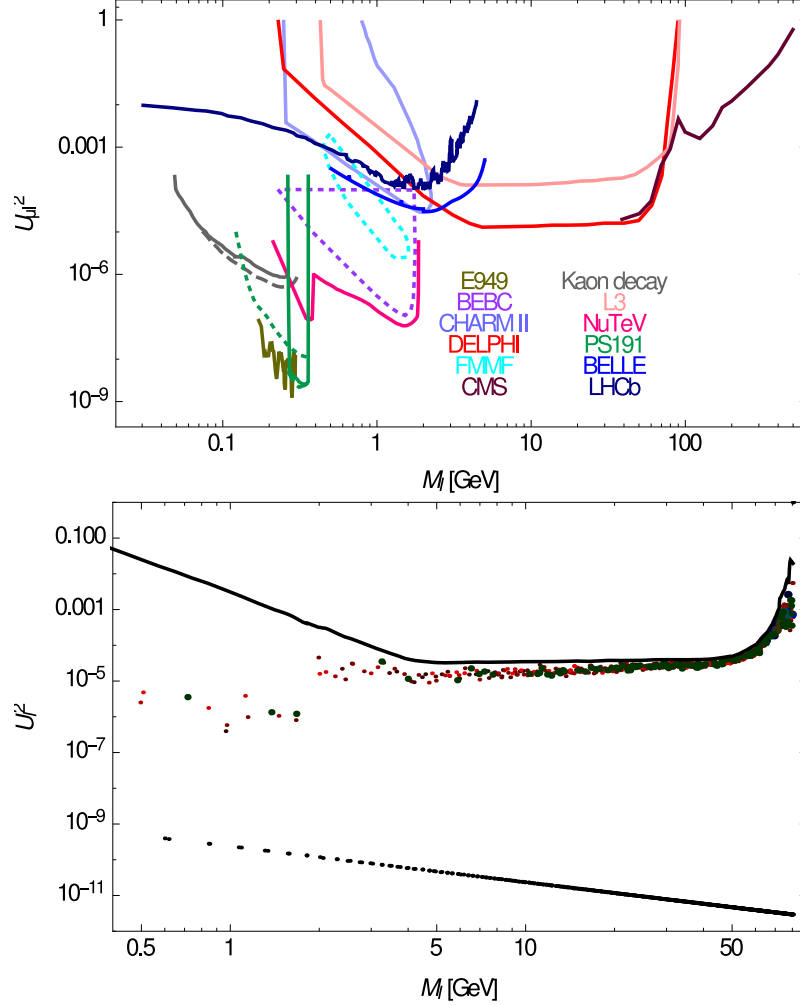 1
0.001
10⁻⁶
10⁻⁹
U²μI
E949 Kaon decay
BEBC L3
CHARM II NuTeV
DELPHI PS191
FMMF BELLE
CMS LHCb
0.1 1 10 100
M_I [GeV]
0.100
0.001
10⁻⁵
10⁻⁷
10⁻⁹
10⁻¹¹
U²I
0.5 1 5 10 50
M_I [GeV]